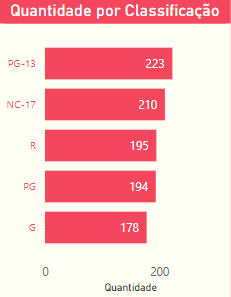 Quantidade por Classificação
PG-13 223
NC-17 210
R 195
PG 194
G 178
0 200
Quantidade